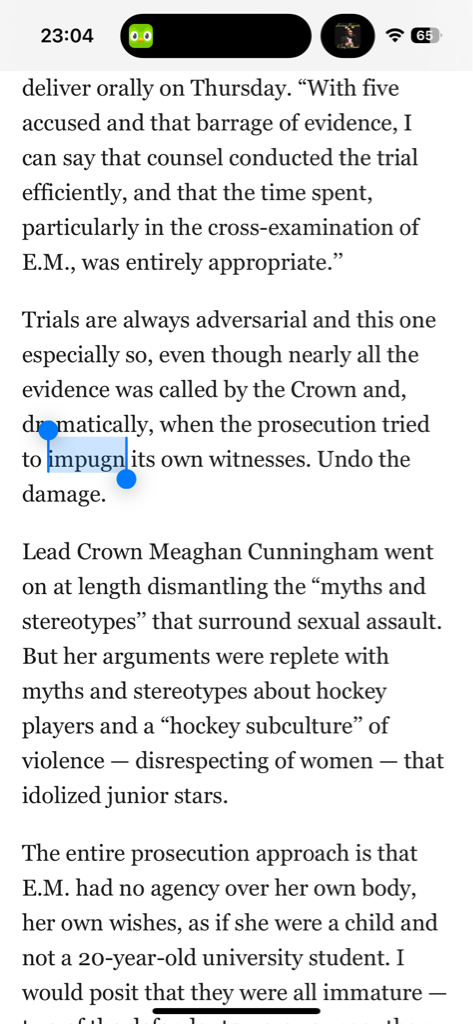 23:04
65
deliver orally on Thursday. “With five
accused and that barrage of evidence, I
can say that counsel conducted the trial
efficiently, and that the time spent,
particularly in the cross-examination of
E.M., was entirely appropriate.”
Trials are always adversarial and this one
especially so, even though nearly all the
evidence was called by the Crown and,
dramatically, when the prosecution tried
to impugn its own witnesses. Undo the
damage.
Lead Crown Meaghan Cunningham went
on at length dismantling the “myths and
stereotypes” that surround sexual assault.
But her arguments were replete with
myths and stereotypes about hockey
players and a “hockey subculture” of
violence — disrespecting of women — that
idolized junior stars.
The entire prosecution approach is that
E.M. had no agency over her own body,
her own wishes, as if she were a child and
not a 20-year-old university student. I
would posit that they were all immature —